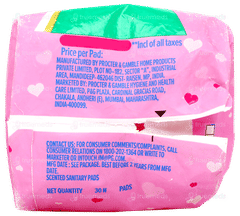 **Incl of all taxes
Price per Pad:
MANUFACTURED BY PROCTER & GAMBLE HOME PRODUCTS
PRIVATE LIMITED, PLOT NO-182, SECTOR "A", INDUSTRIAL
AREA, MANDIDEEP- 462046 DIST- RAISEN, MP, INDIA.
MARKETED BY PROCTER & GAMBLE HYGIENE AND HEALTH
CARE LIMITED, P&G PLAZA, CARDINAL GRACIAS ROAD,
CHAKALA, ANDHERI (E), MUMBAI, MAHARASHTRA,
INDIA-400099.
CONTACT US: FOR CONSUMER COMMENTS/COMPLAINTS, CALL
CONSUMER RELATIONS ON 1800-202-1364 OR WRITE TO
MARKETER OR INTOUCH.IM@PG.COM.
MFG DATE: SEE PACKAGE. BEST BEFORE 3 YEARS FROM MFG
DATE.
SCENTED SANITARY PADS
NET QUANTITY: 30 N PADS